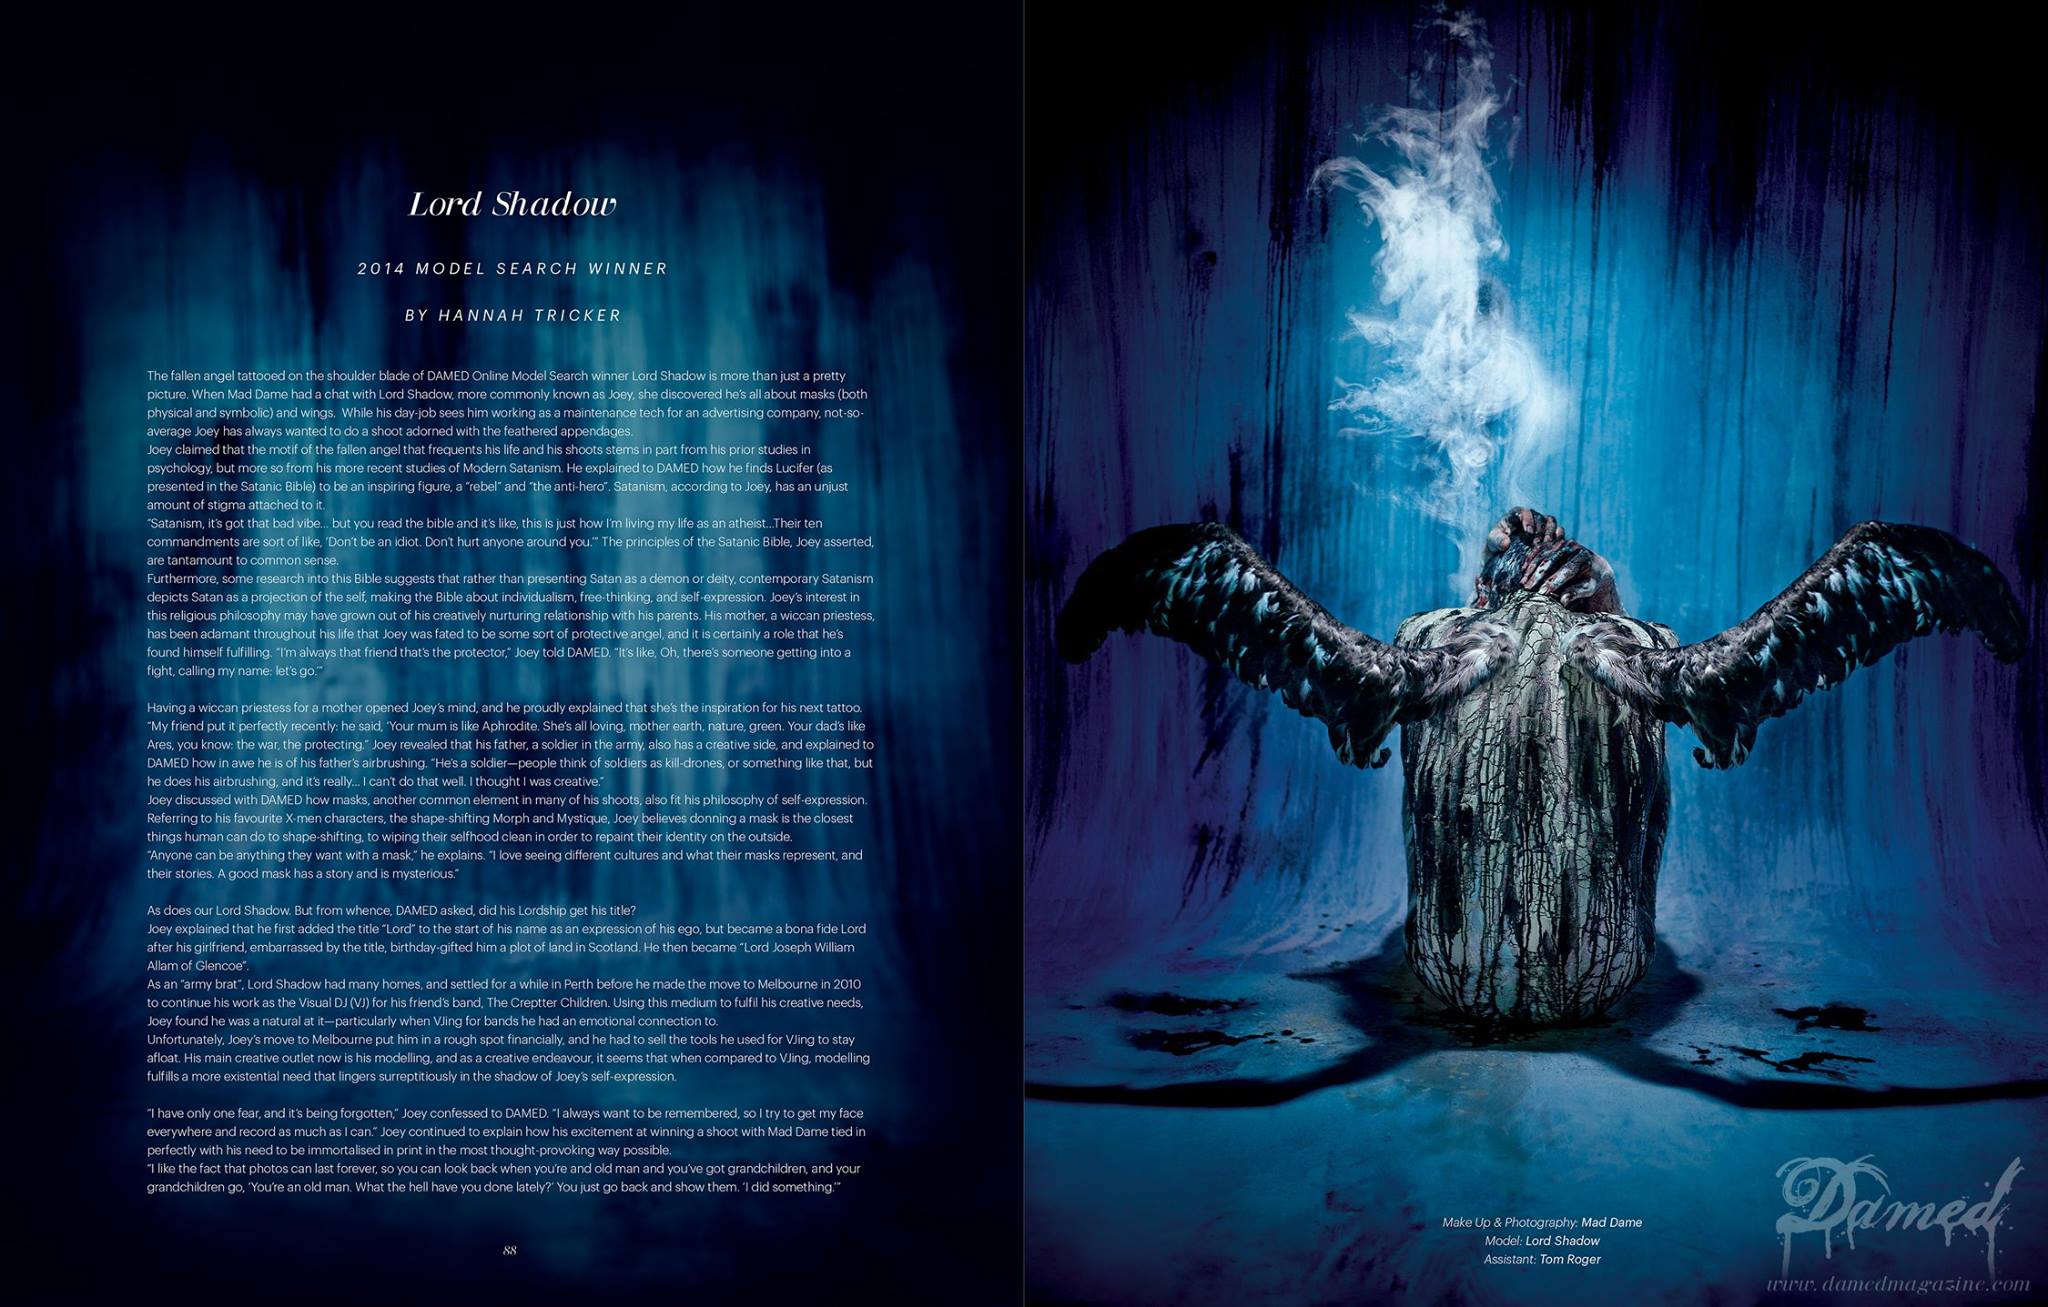 Lord Shadow
2014 MODEL SEARCH WINNER
BY HANNAH TRICKER
The fallen angel tattooed on the shoulder blade of DAMED Online Model Search winner Lord Shadow is more than just a pretty
picture. When Mad Dame had a chat with Lord Shadow, more commonly known as Joey, she discovered he's all about masks (both
physical and symbolic) and wings.  While his day-job sees him working as a maintenance tech for an advertising company, not-so-
average Joey has always wanted to do a shoot adorned with the feathered appendages.
Joey claimed that the motif of the fallen angel that frequents his life and his shoots stems in part from his prior studies in
psychology, but more so from his more recent studies of Modern Satanism. He explained to DAMED how he finds Lucifer (as
presented in the Satanic Bible) to be an inspiring figure, a “rebel” and “the anti-hero”. Satanism, according to Joey, has an unjust
amount of stigma attached to it.
“Satanism, it's got that bad vibe... but you read the bible and it's like, this is just how I'm living my life as an atheist...Their ten
commandments are sort of like, ‘Don't be an idiot. Don't hurt anyone around you.’” The principles of the Satanic Bible, Joey asserted,
are tantamount to common sense.
Furthermore, some research into this Bible suggests that rather than presenting Satan as a demon or deity, contemporary Satanism
depicts Satan as a projection of the self, making the Bible about individualism, free-thinking, and self-expression. Joey's interest in
this religious philosophy may have grown out of his creatively nurturing relationship with his parents. His mother, a wiccan priestess,
has been adamant throughout his life that Joey was fated to be some sort of protective angel, and it is certainly a role that he's
found himself fulfilling. “I'm always that friend that's the protector,” Joey told DAMED. “It's like, Oh, there's someone getting into a
fight, calling my name: let's go.’”
Having a wiccan priestess for a mother opened Joey's mind, and he proudly explained that she's the inspiration for his next tattoo.
“My friend put it perfectly recently: he said, ‘Your mum is like Aphrodite. She's all loving, mother earth, nature, green. Your dad's like
Ares, you know: the war, the protecting.” Joey revealed that his father, a soldier in the army, also has a creative side, and explained to
DAMED how in awe he is of his father's airbrushing. “He's a soldier—people think of soldiers as kill-drones, or something like that, but
he does his airbrushing, and it's really... I can't do that well. I thought I was creative.”
Joey discussed with DAMED how masks, another common element in many of his shoots, also fit his philosophy of self-expression.
Referring to his favourite X-men characters, the shape-shifting Morph and Mystique, Joey believes donning a mask is the closest
things human can do to shape-shifting, to wiping their selfhood clean in order to repaint their identity on the outside.
“Anyone can be anything they want with a mask,” he explains. “I love seeing different cultures and what their masks represent, and
their stories. A good mask has a story and is mysterious.”
As does our Lord Shadow. But from whence, DAMED asked, did his Lordship get his title?
Joey explained that he first added the title “Lord” to the start of his name as an expression of his ego, but became a bona fide Lord
after his girlfriend, embarrassed by the title, birthday-gifted him a plot of land in Scotland. He then became “Lord Joseph William
Allam of Glencoe”.
As an “army brat”, Lord Shadow had many homes, and settled for a while in Perth before he made the move to Melbourne in 2010
to continue his work as the Visual DJ (VJ) for his friend's band, The Creptter Children. Using this medium to fulfil his creative needs,
Joey found he was a natural at it—particularly when VJing for bands he had an emotional connection to.
Unfortunately, Joey's move to Melbourne put him in a rough spot financially, and he had to sell the tools he used for VJing to stay
afloat. His main creative outlet now is his modelling, and as a creative endeavour, it seems that when compared to VJing, modelling
fulfills a more existential need that lingers surreptitiously in the shadow of Joey's self-expression.
“I have only one fear, and it's being forgotten,” Joey confessed to DAMED. “I always want to be remembered, so I try to get my face
everywhere and record as much as I can.” Joey continued to explain how his excitement at winning a shoot with Mad Dame tied in
perfectly with his need to be immortalised in print in the most thought-provoking way possible.
“I like the fact that photos can last forever, so you can look back when you're and old man and you've got grandchildren, and your
grandchildren go, ‘You're an old man. What the hell have you done lately?’ You just go back and show them. ‘I did something.’”
88
Make Up & Photography: Mad Dame
Model: Lord Shadow
Assistant: Tom Roger
Damed
www.damedmagazine.com